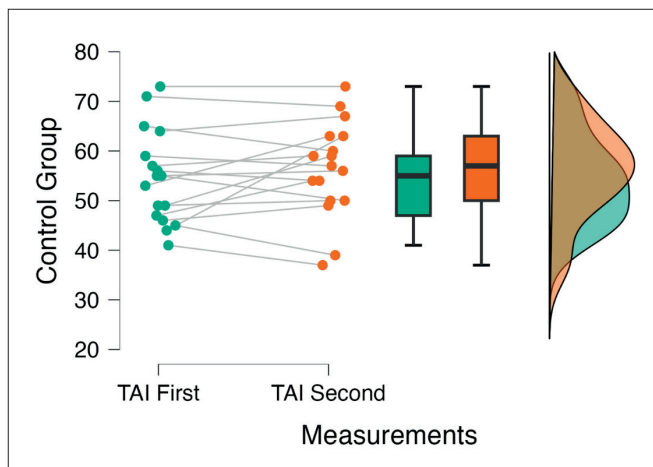 Control Group
80
70
60
50
40
30
20
TAI First
TAI Second
Measurements